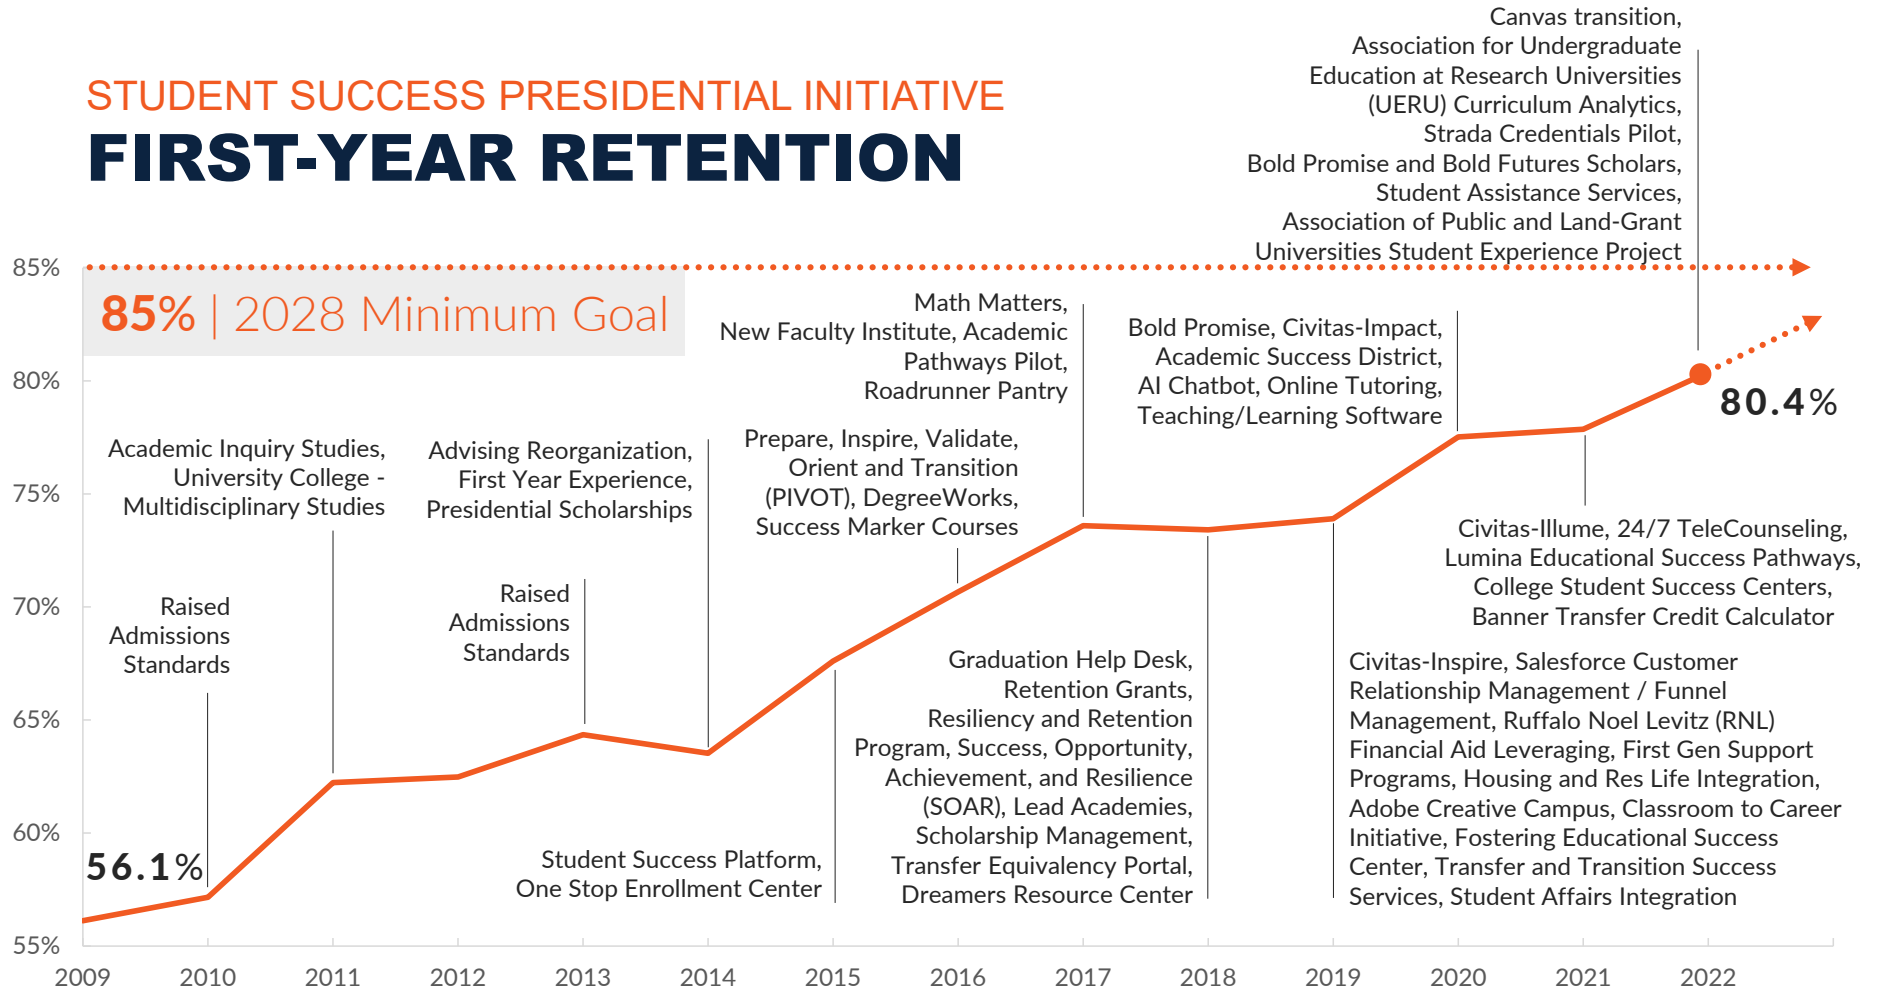 STUDENT SUCCESS PRESIDENTIAL INITIATIVE
FIRST-YEAR RETENTION
Canvas transition,
Association for Undergraduate
Education at Research Universities
(UERU) Curriculum Analytics,
Strada Credentials Pilot,
Bold Promise and Bold Futures Scholars,
Student Assistance Services,
Association of Public and Land-Grant
Universities Student Experience Project
85%
85% | 2028 Minimum Goal
Math Matters,
New Faculty Institute, Academic
Pathways Pilot,
Roadrunner Pantry
Bold Promise, Civitas-Impact,
Academic Success District,
AI Chatbot, Online Tutoring,
Teaching/Learning Software
80%
80.4%
Academic Inquiry Studies,
University College -
Multidisciplinary Studies
Advising Reorganization,
First Year Experience,
Presidential Scholarships
Prepare, Inspire, Validate,
Orient and Transition
(PIVOT), DegreeWorks,
Success Marker Courses
75%
Civitas-Illume, 24/7 TeleCounseling,
Lumina Educational Success Pathways,
College Student Success Centers,
Banner Transfer Credit Calculator
70%
Raised
Admissions
Standards
Raised
Admissions
Standards
Graduation Help Desk,
Retention Grants,
Resiliency and Retention
Program, Success, Opportunity,
Achievement, and Resilience
(SOAR), Lead Academies,
Scholarship Management,
Transfer Equivalency Portal,
Dreamers Resource Center
Civitas-Inspire, Salesforce Customer
Relationship Management / Funnel
Management, Ruffalo Noel Levitz (RNL)
Financial Aid Leveraging, First Gen Support
Programs, Housing and Res Life Integration,
Adobe Creative Campus, Classroom to Career
Initiative, Fostering Educational Success
Center, Transfer and Transition Success
Services, Student Affairs Integration
65%
60%
56.1%
Student Success Platform,
One Stop Enrollment Center
55%
2009 2010 2011 2012 2013 2014 2015 2016 2017 2018 2019 2020 2021 2022